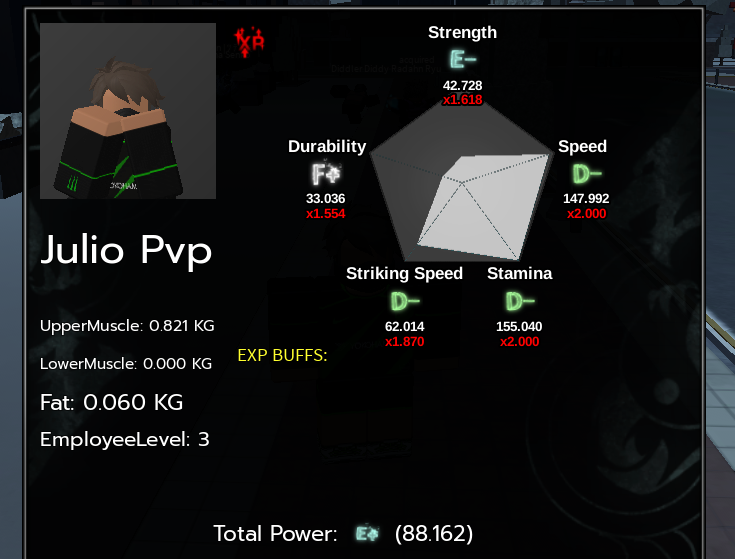 Strength
E-
42.728
x1.618
Durability
F+
33.036
x1.554
Speed
D-
147.992
x2.000
Julio Pvp
Striking Speed
D-
62.014
x1.870
Stamina
D-
155.040
x2.000
UpperMuscle: 0.821 KG
LowerMuscle: 0.000 KG
EXP BUFFS:
Fat: 0.060 KG
EmployeeLevel: 3
Total Power: E+ (88.162)